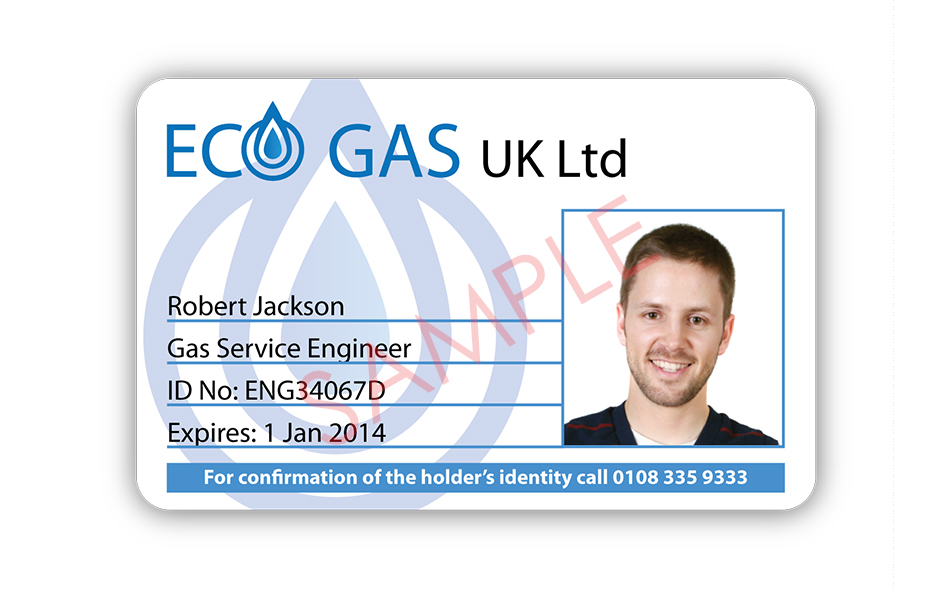 ECO GAS UK Ltd
SAMPLE
Robert Jackson
Gas Service Engineer
ID No: ENG34067D
Expires: 1 Jan 2014
For confirmation of the holder's identity call 0108 335 9333